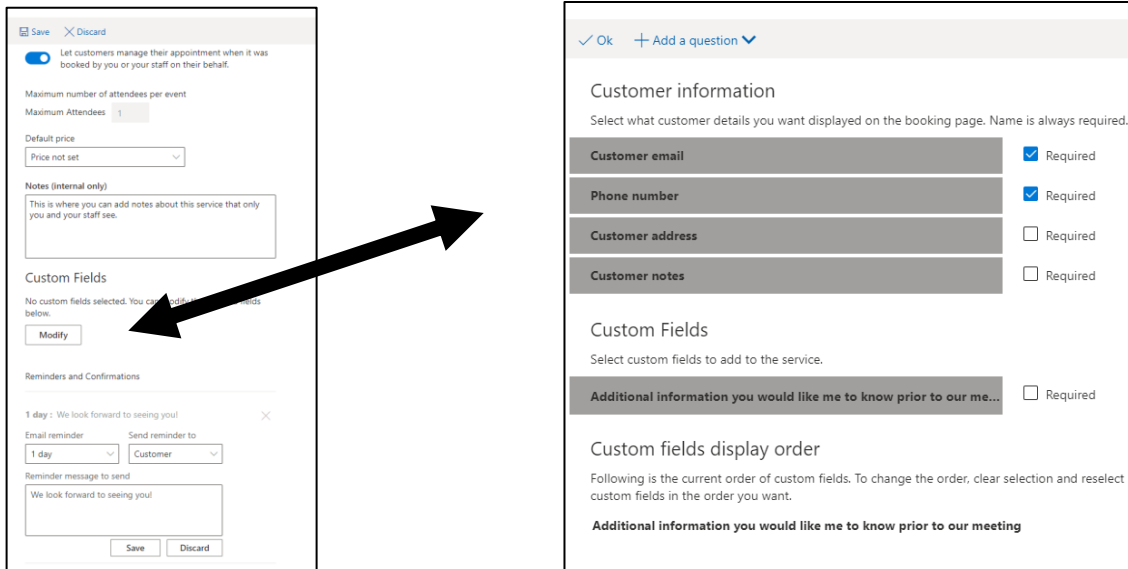 Save Discard
Let customers manage their appointment when it was
booked by you or your staff on their behalf.
Maximum number of attendees per event
Maximum Attendees 1
Default price
Price not set
Notes (internal only)
This is where you can add notes about this service that only
you and your staff see.
Custom Fields
No custom fields selected. You can modify fields
below.
Modify
Reminders and Confirmations
1 day : We look forward to seeing you!
Email reminder Send reminder to
1 day Customer
Reminder message to send
We look forward to seeing you!
Save Discard
Ok Add a question
Customer information
Select what customer details you want displayed on the booking page. Name is always required.
Customer email Required
Phone number Required
Customer address Required
Customer notes Required
Custom Fields
Select custom fields to add to the service.
Additional information you would like me to know prior to our me... Required
Custom fields display order
Following is the current order of custom fields. To change the order, clear selection and reselect
custom fields in the order you want.
Additional information you would like me to know prior to our meeting